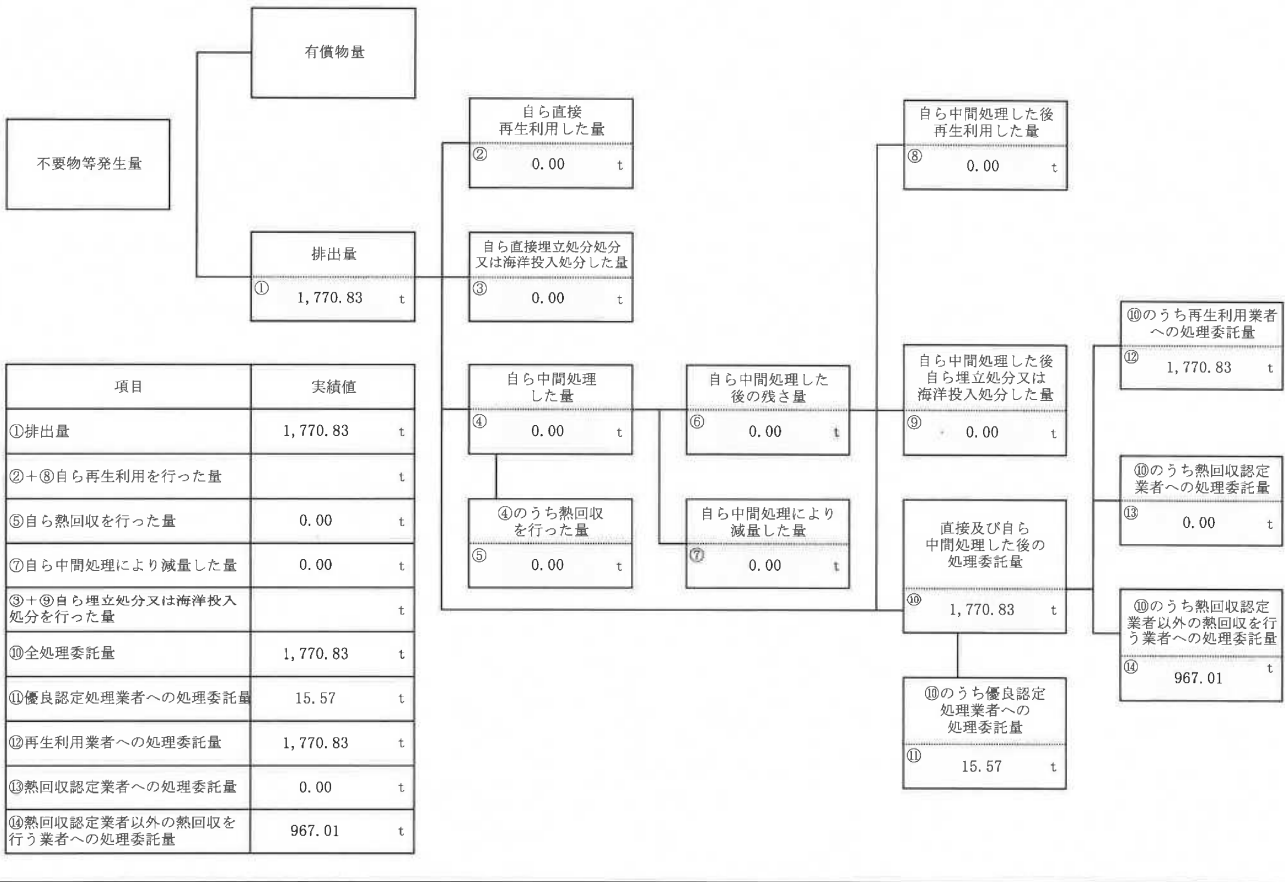 有償物量
不要物等発生量
排出量
①
1,770.83 t
自ら直接
再生利用した量
②
0.00 t
自ら直接埋立処分処分
又は海洋投入処分した量
③
0.00 t
自ら中間処理
した量
④
0.00 t
④のうち熱回収
を行った量
⑤
0.00 t
自ら中間処理した
後の残さ量
⑥
0.00 t
自ら中間処理により
減量した量
⑦
0.00 t
自ら中間処理した後
再生利用した量
⑧
0.00 t
自ら中間処理した後
自ら埋立処分又は
海洋投入処分した量
⑨
0.00 t
直接及び自ら
中間処理した後の
処理委託量
⑩
1,770.83 t
⑩のうち優良認定
処理業者への
処理委託量
⑪
15.57 t
⑩のうち再生利用業者
への処理委託量
⑫
1,770.83 t
⑩のうち熱回収認定
業者への処理委託量
⑬
0.00 t
⑩のうち熱回収認定
業者以外の熱回収を行
う業者への処理委託量
⑭
967.01 t
項目 実績値
①排出量 1,770.83 t
②+⑧自ら再生利用を行った量 t
⑤自ら熱回収を行った量 0.00 t
⑦自ら中間処理により減量した量 0.00 t
③+⑨自ら埋立処分又は海洋投入
処分を行った量 t
⑩全処理委託量 1,770.83 t
⑪優良認定処理業者への処理委託量 15.57 t
⑫再生利用業者への処理委託量 1,770.83 t
⑬熱回収認定業者への処理委託量 0.00 t
⑭熱回収認定業者以外の熱回収を
行う業者への処理委託量 967.01 t